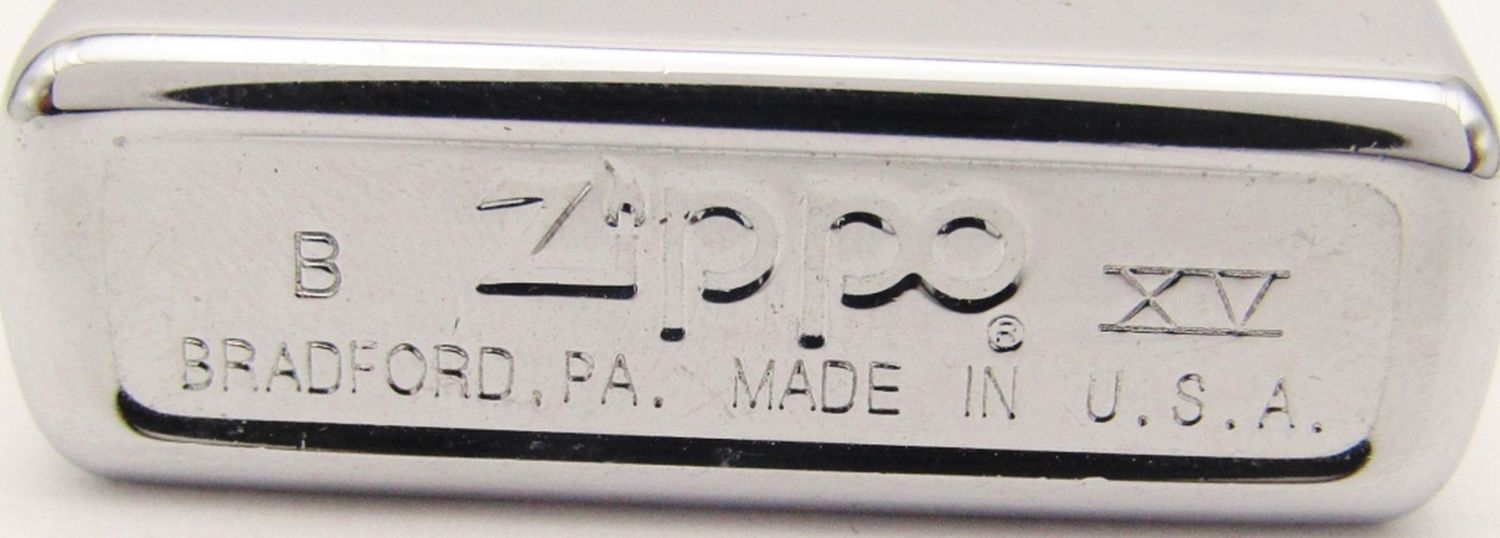 B Zippo ® XV
BRADFORD, PA. MADE IN U.S.A.